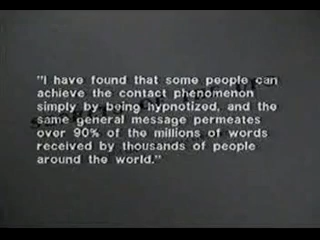 "I have found that some people can
achieve the contact phenomenon
simply by being hypnotized, and the
same general message permeates
over 90% of the millions of words
received by thousands of people
around the world."